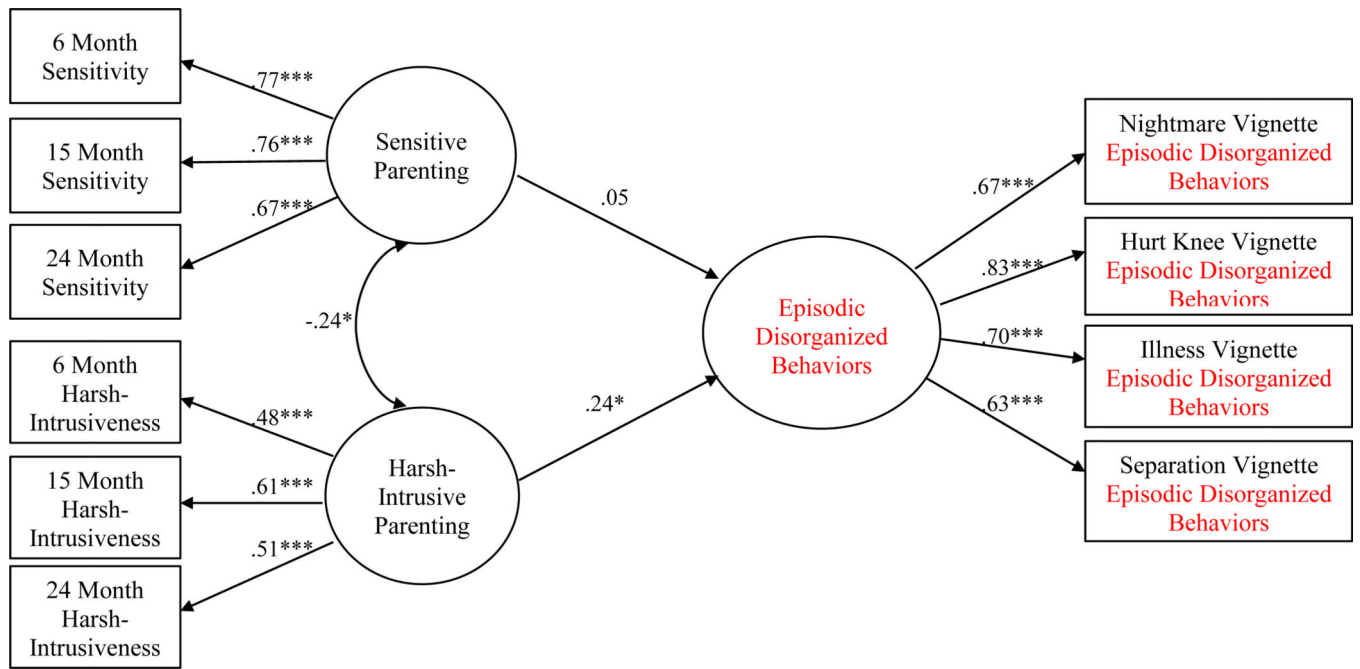 6 Month
Sensitivity
.77***
15 Month
Sensitivity
.76***
24 Month
Sensitivity
.67***
Sensitive
Parenting
-.24*
6 Month
Harsh-
Intrusiveness
.48***
15 Month
Harsh-
Intrusiveness
.61***
24 Month
Harsh-
Intrusiveness
.51***
Harsh-
Intrusive
Parenting
.05
.24*
Episodic
Disorganized
Behaviors
.67***
Nightmare Vignette
Episodic Disorganized
Behaviors
.83***
Hurt Knee Vignette
Episodic Disorganized
Behaviors
.70***
Illness Vignette
Episodic Disorganized
Behaviors
.63***
Separation Vignette
Episodic Disorganized
Behaviors